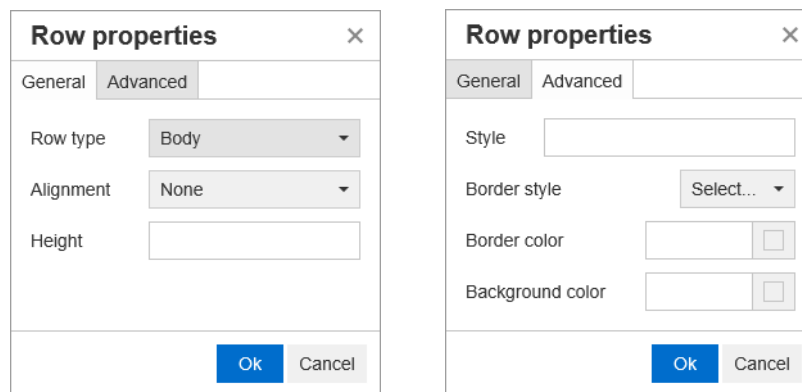 Row properties
General Advanced
Row type Body
Alignment None
Height
Ok Cancel
Row properties
General Advanced
Style
Border style Select...
Border color
Background color
Ok Cancel